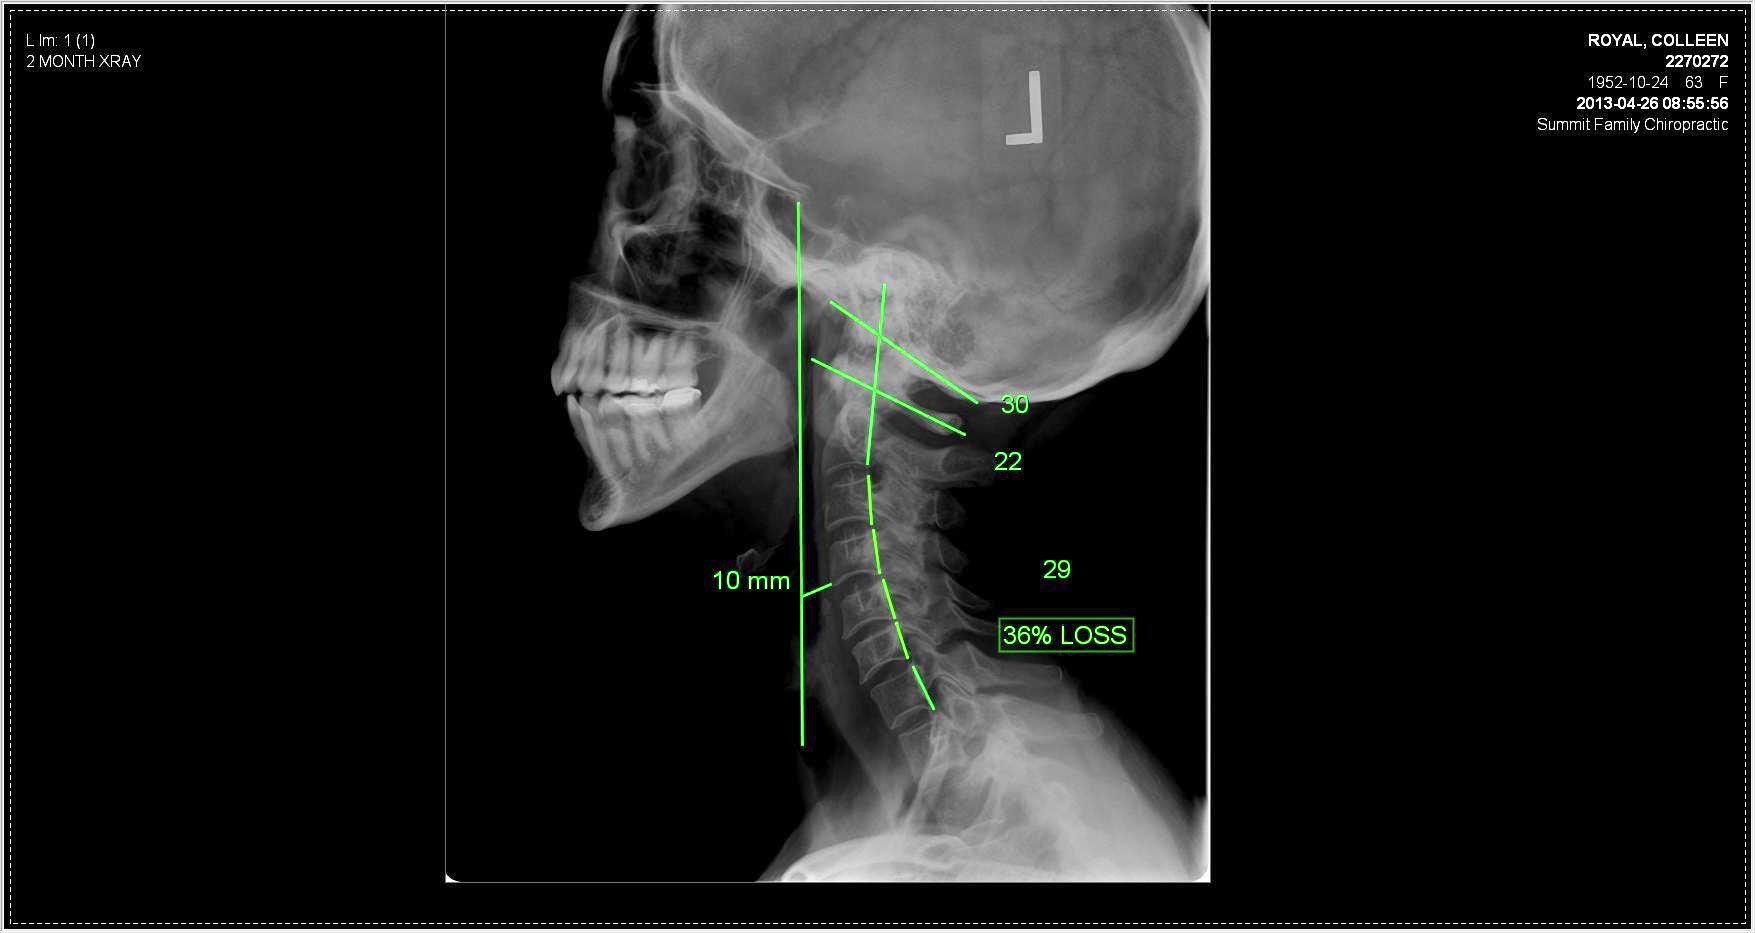 L Im: 1 (1)
2 MONTH XRAY
ROYAL, COLLEEN
2270272
1952-10-24 63 F
2013-04-26 08:55:56
Summit Family Chiropractic
L
30
22
29
10 mm
36% LOSS